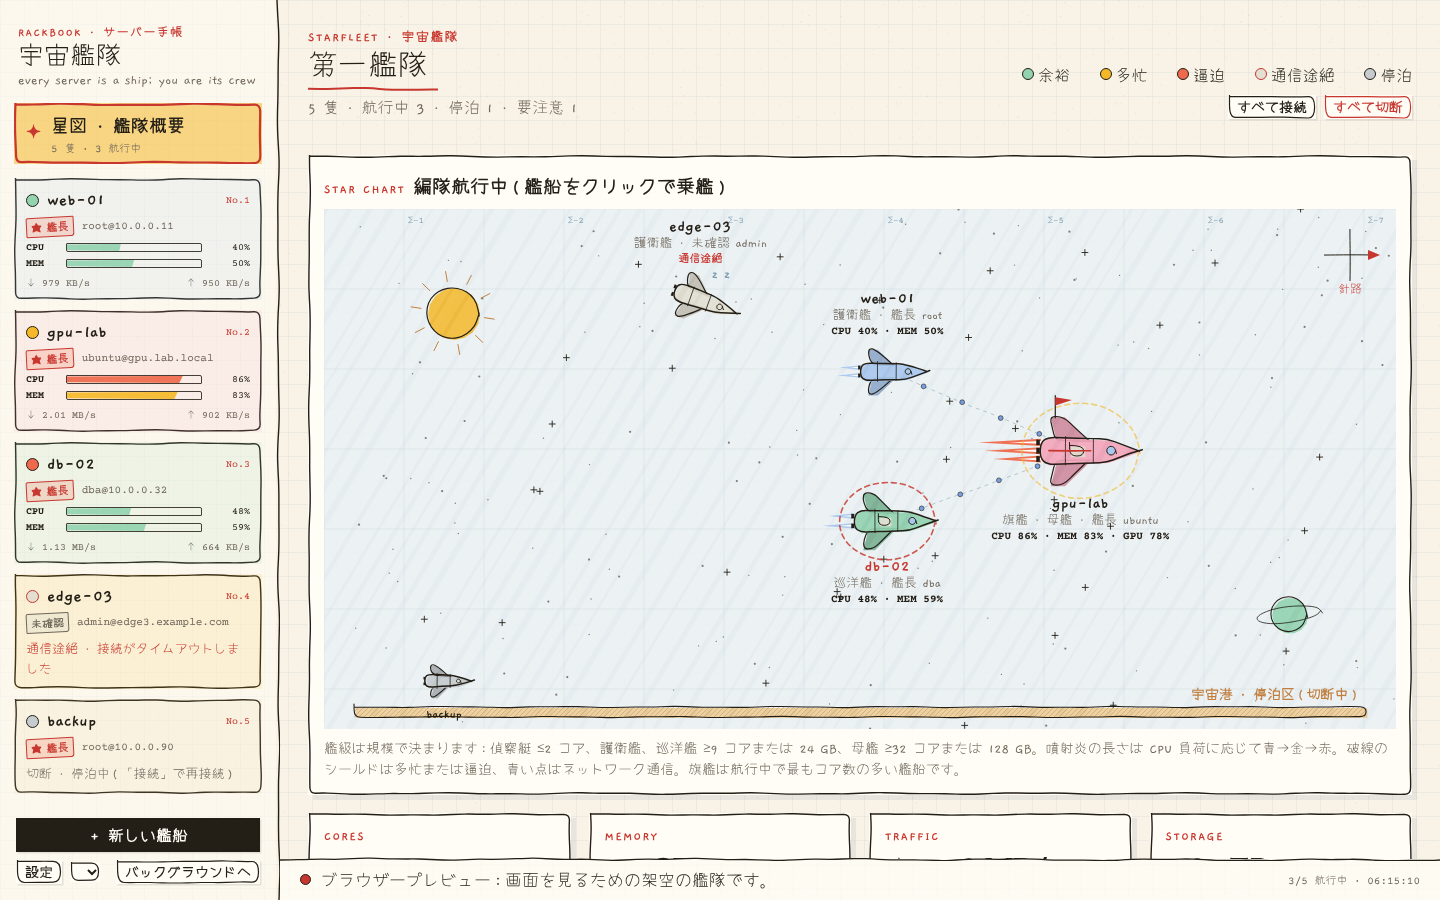 RACKBOOK · サーバー手帳
宇宙艦隊
every server is a ship; you are its crew
星図 · 艦隊概要
5 隻 · 3 航行中
web-01 No.1
艦長 root@10.0.0.11
CPU 40%
MEM 50%
↓ 979 KB/s ↑ 950 KB/s
gpu-lab No.2
艦長 ubuntu@gpu.lab.local
CPU 86%
MEM 83%
↓ 2.01 MB/s ↑ 902 KB/s
db-02 No.3
艦長 dba@10.0.0.32
CPU 48%
MEM 59%
↓ 1.13 MB/s ↑ 664 KB/s
edge-03 No.4
未確認 admin@edge3.example.com
通信途絶 · 接続がタイムアウトしま
した
backup No.5
艦長 root@10.0.0.90
切断 · 停泊中(「接続」で再接続)
+ 新しい艦船
設定
バックグラウンドへ
STARFLEET · 宇宙艦隊
第一艦隊
5 隻 · 航行中 3 · 停泊 1 · 要注意 1
余裕 多忙 逼迫 通信途絶 停泊
すべて接続 すべて切断
STAR CHART 編隊航行中(艦船をクリックで乗艦)
Σ-1 Σ-2 Σ-3 Σ-4 Σ-5 Σ-6 Σ-7
edge-03
護衛艦 · 未確認 admin
通信途絶
z z
針路
web-01
護衛艦 · 艦長 root
CPU 40% · MEM 50%
gpu-lab
旗艦 · 母艦 · 艦長 ubuntu
CPU 86% · MEM 83% · GPU 78%
db-02
巡洋艦 · 艦長 dba
CPU 48% · MEM 59%
宇宙港 · 停泊区(切断中)
backup
艦級は規模で決まります：偵察艇 ≤2 コア、護衛艦、巡洋艦 ≥9 コアまたは 24 GB、母艦 ≥32 コアまたは 128 GB。噴射炎の長さは CPU 負荷に応じて青→金→赤。破線の
シールドは多忙または逼迫、青い点はネットワーク通信。旗艦は航行中で最もコア数の多い艦船です。
CORES MEMORY TRAFFIC STORAGE
ブラウザープレビュー：画面を見るための架空の艦隊です。
3/5 航行中 · 06:15:10